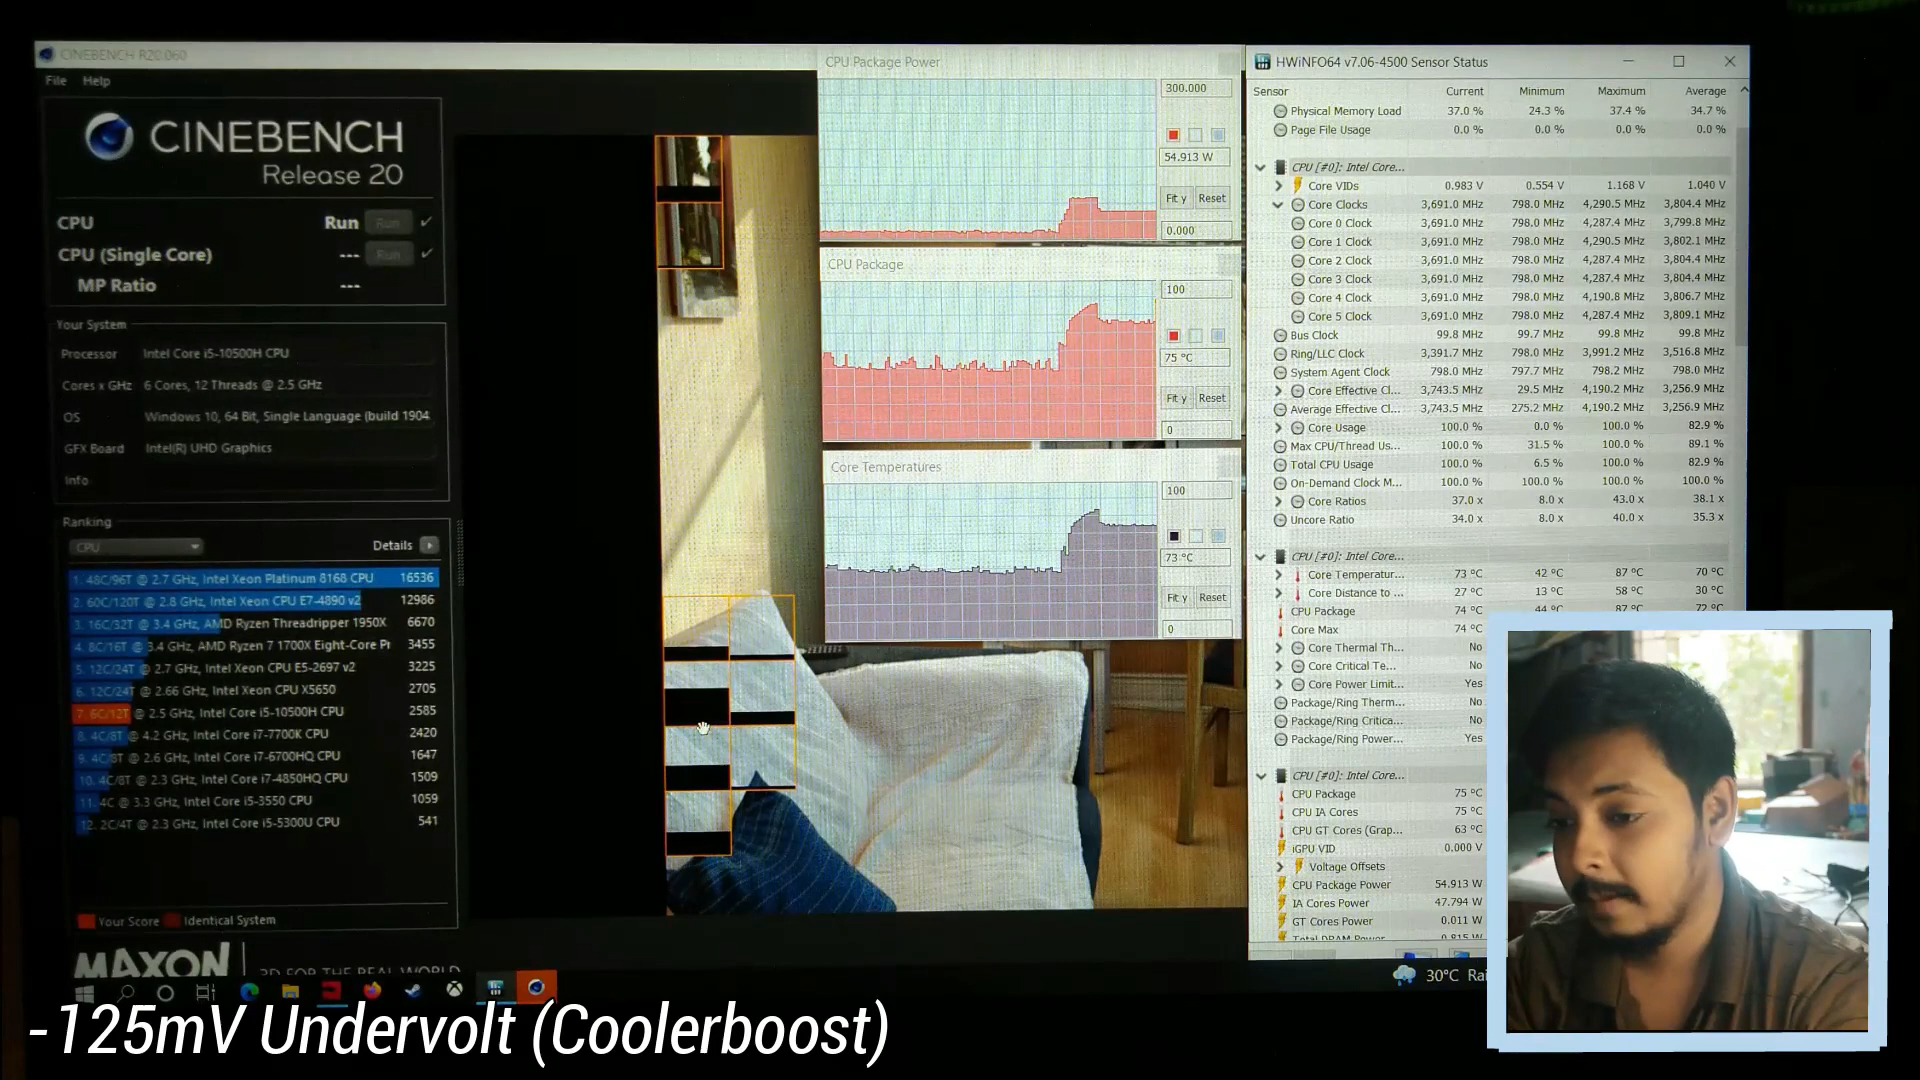 CINEBENCH R20.060
File Help
CINEBENCH
Release 20
CPU Run Run
CPU (Single Core) --- Run
MP Ratio ---
Your System
Processor Intel Core i5-10500H CPU
Cores x GHz 6 Cores, 12 Threads @ 2.5 GHz
OS Windows 10, 64 Bit, Single Language (build 1904
GFX Board Intel(R) UHD Graphics
Info
Ranking
CPU Details
1. 48C/96T @ 2.7 GHz, Intel Xeon Platinum 8168 CPU 16536
2. 60C/120T @ 2.8 GHz, Intel Xeon CPU E7-4890 v2 12986
3. 16C/32T @ 3.4 GHz, AMD Ryzen Threadripper 1950X 6670
4. 8C/16T @ 3.4 GHz, AMD Ryzen 7 1700X Eight-Core Pr 3455
5. 12C/24T @ 2.7 GHz, Intel Xeon CPU E5-2697 v2 3225
6. 12C/24T @ 2.66 GHz, Intel Xeon CPU X5650 2705
7. 6C/12T @ 2.5 GHz, Intel Core i5-10500H CPU 2585
8. 4C/8T @ 4.2 GHz, Intel Core i7-7700K CPU 2420
9. 4C/8T @ 2.6 GHz, Intel Core i7-6700HQ CPU 1647
10. 4C/8T @ 2.3 GHz, Intel Core i7-4850HQ CPU 1509
11. 4C @ 3.3 GHz, Intel Core i5-3550 CPU 1059
12. 2C/4T @ 2.3 GHz, Intel Core i5-5300U CPU 541
Your Score Identical System
MAXON 3D FOR THE REAL WORLD
CPU Package Power
300.000
54.913 W
Fit y Reset
0.000
CPU Package
100
75 °C
Fit y Reset
0
Core Temperatures
100
73 °C
Fit y Reset
0
HWiNFO64 v7.06-4500 Sensor Status
Sensor Current Minimum Maximum Average
Physical Memory Load 37.0 % 24.3 % 37.4 % 34.7 %
Page File Usage 0.0 % 0.0 % 0.0 % 0.0 %
CPU [#0]: Intel Core...
Core VIDs 0.983 V 0.554 V 1.168 V 1.040 V
Core Clocks 3,691.0 MHz 798.0 MHz 4,290.5 MHz 3,804.4 MHz
Core 0 Clock 3,691.0 MHz 798.0 MHz 4,287.4 MHz 3,799.8 MHz
Core 1 Clock 3,691.0 MHz 798.0 MHz 4,290.5 MHz 3,802.1 MHz
Core 2 Clock 3,691.0 MHz 798.0 MHz 4,287.4 MHz 3,804.4 MHz
Core 3 Clock 3,691.0 MHz 798.0 MHz 4,287.4 MHz 3,804.4 MHz
Core 4 Clock 3,691.0 MHz 798.0 MHz 4,190.8 MHz 3,806.7 MHz
Core 5 Clock 3,691.0 MHz 798.0 MHz 4,287.4 MHz 3,809.1 MHz
Bus Clock 99.8 MHz 99.7 MHz 99.8 MHz 99.8 MHz
Ring/LLC Clock 3,391.7 MHz 798.0 MHz 3,991.2 MHz 3,516.8 MHz
System Agent Clock 798.0 MHz 797.7 MHz 798.2 MHz 798.0 MHz
Core Effective Cl... 3,743.5 MHz 29.5 MHz 4,190.2 MHz 3,256.9 MHz
Average Effective Cl... 3,743.5 MHz 275.2 MHz 4,190.2 MHz 3,256.9 MHz
Core Usage 100.0 % 0.0 % 100.0 % 82.9 %
Max CPU/Thread Us... 100.0 % 31.5 % 100.0 % 89.1 %
Total CPU Usage 100.0 % 6.5 % 100.0 % 82.9 %
On-Demand Clock M... 100.0 % 100.0 % 100.0 % 100.0 %
Core Ratios 37.0 x 8.0 x 43.0 x 38.1 x
Uncore Ratio 34.0 x 8.0 x 40.0 x 35.3 x
CPU [#0]: Intel Core...
Core Temperatur... 73 °C 42 °C 87 °C 70 °C
Core Distance to ... 27 °C 13 °C 58 °C 30 °C
CPU Package 74 °C 44 °C 87 °C 72 °C
Core Max 74 °C
Core Thermal Th... No
Core Critical Te... No
Core Power Limit... Yes
Package/Ring Therm... No
Package/Ring Critica... No
Package/Ring Power... Yes
CPU [#0]: Intel Core...
CPU Package 75 °C
CPU IA Cores 75 °C
CPU GT Cores (Grap... 63 °C
iGPU VID 0.000 V
Voltage Offsets
CPU Package Power 54.913 W
IA Cores Power 47.794 W
GT Cores Power 0.011 W
Total DRAM Power 0.915 W
30°C Rai
-125mV Undervolt (Coolerboost)